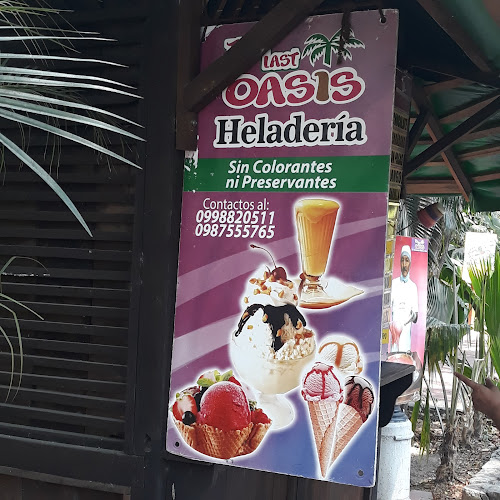 LAST
OASIS
Heladería
Sin Colorantes
ni Preservantes
Contactos al:
0998820511
0987555765